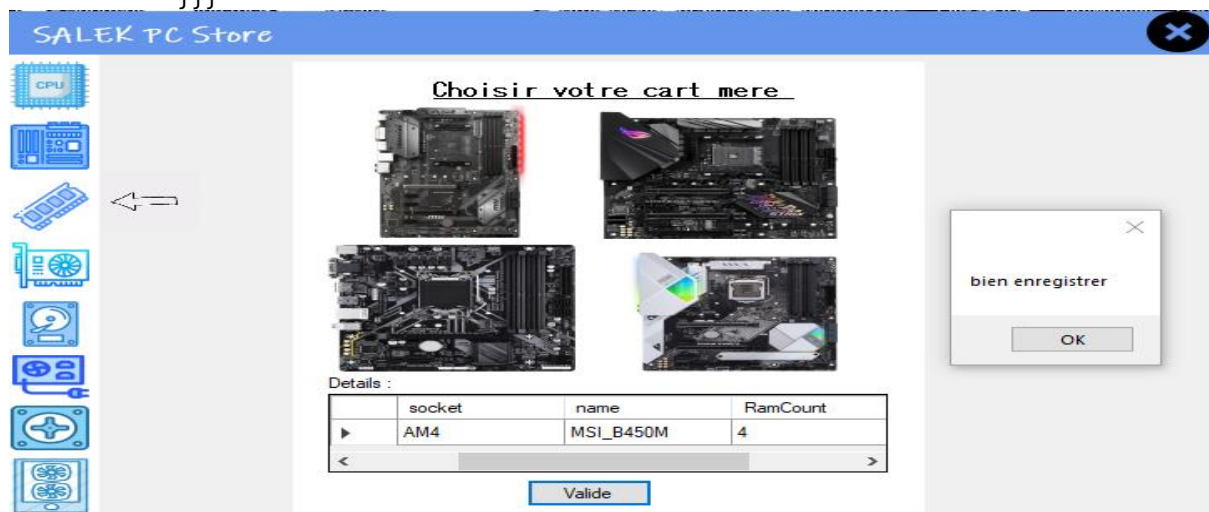 SALEK PC Store
CPU
Choisir votre cart mere
bien enregistrer
OK
Details :
socket name RamCount
AM4 MSI_B450M 4
Valide